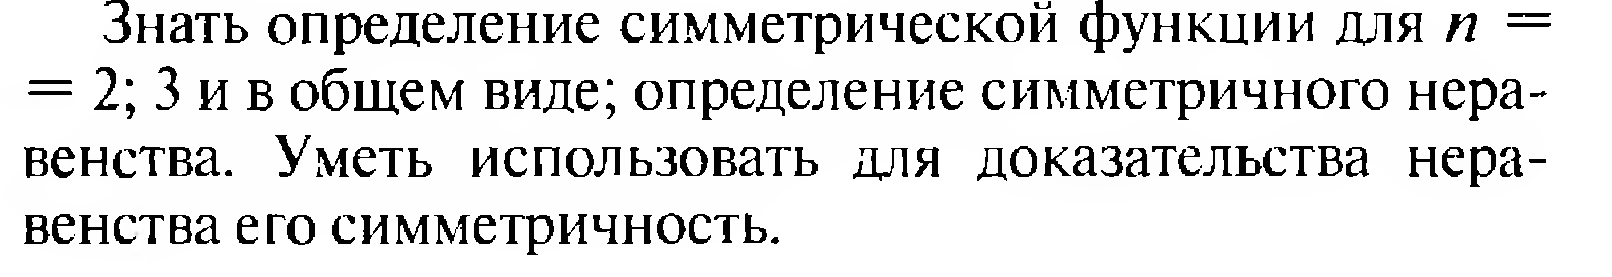 Знать определение симметрической функции для n =
= 2; 3 и в общем виде; определение симметричного нера-
венства. Уметь использовать для доказательства нера-
венства его симметричность.